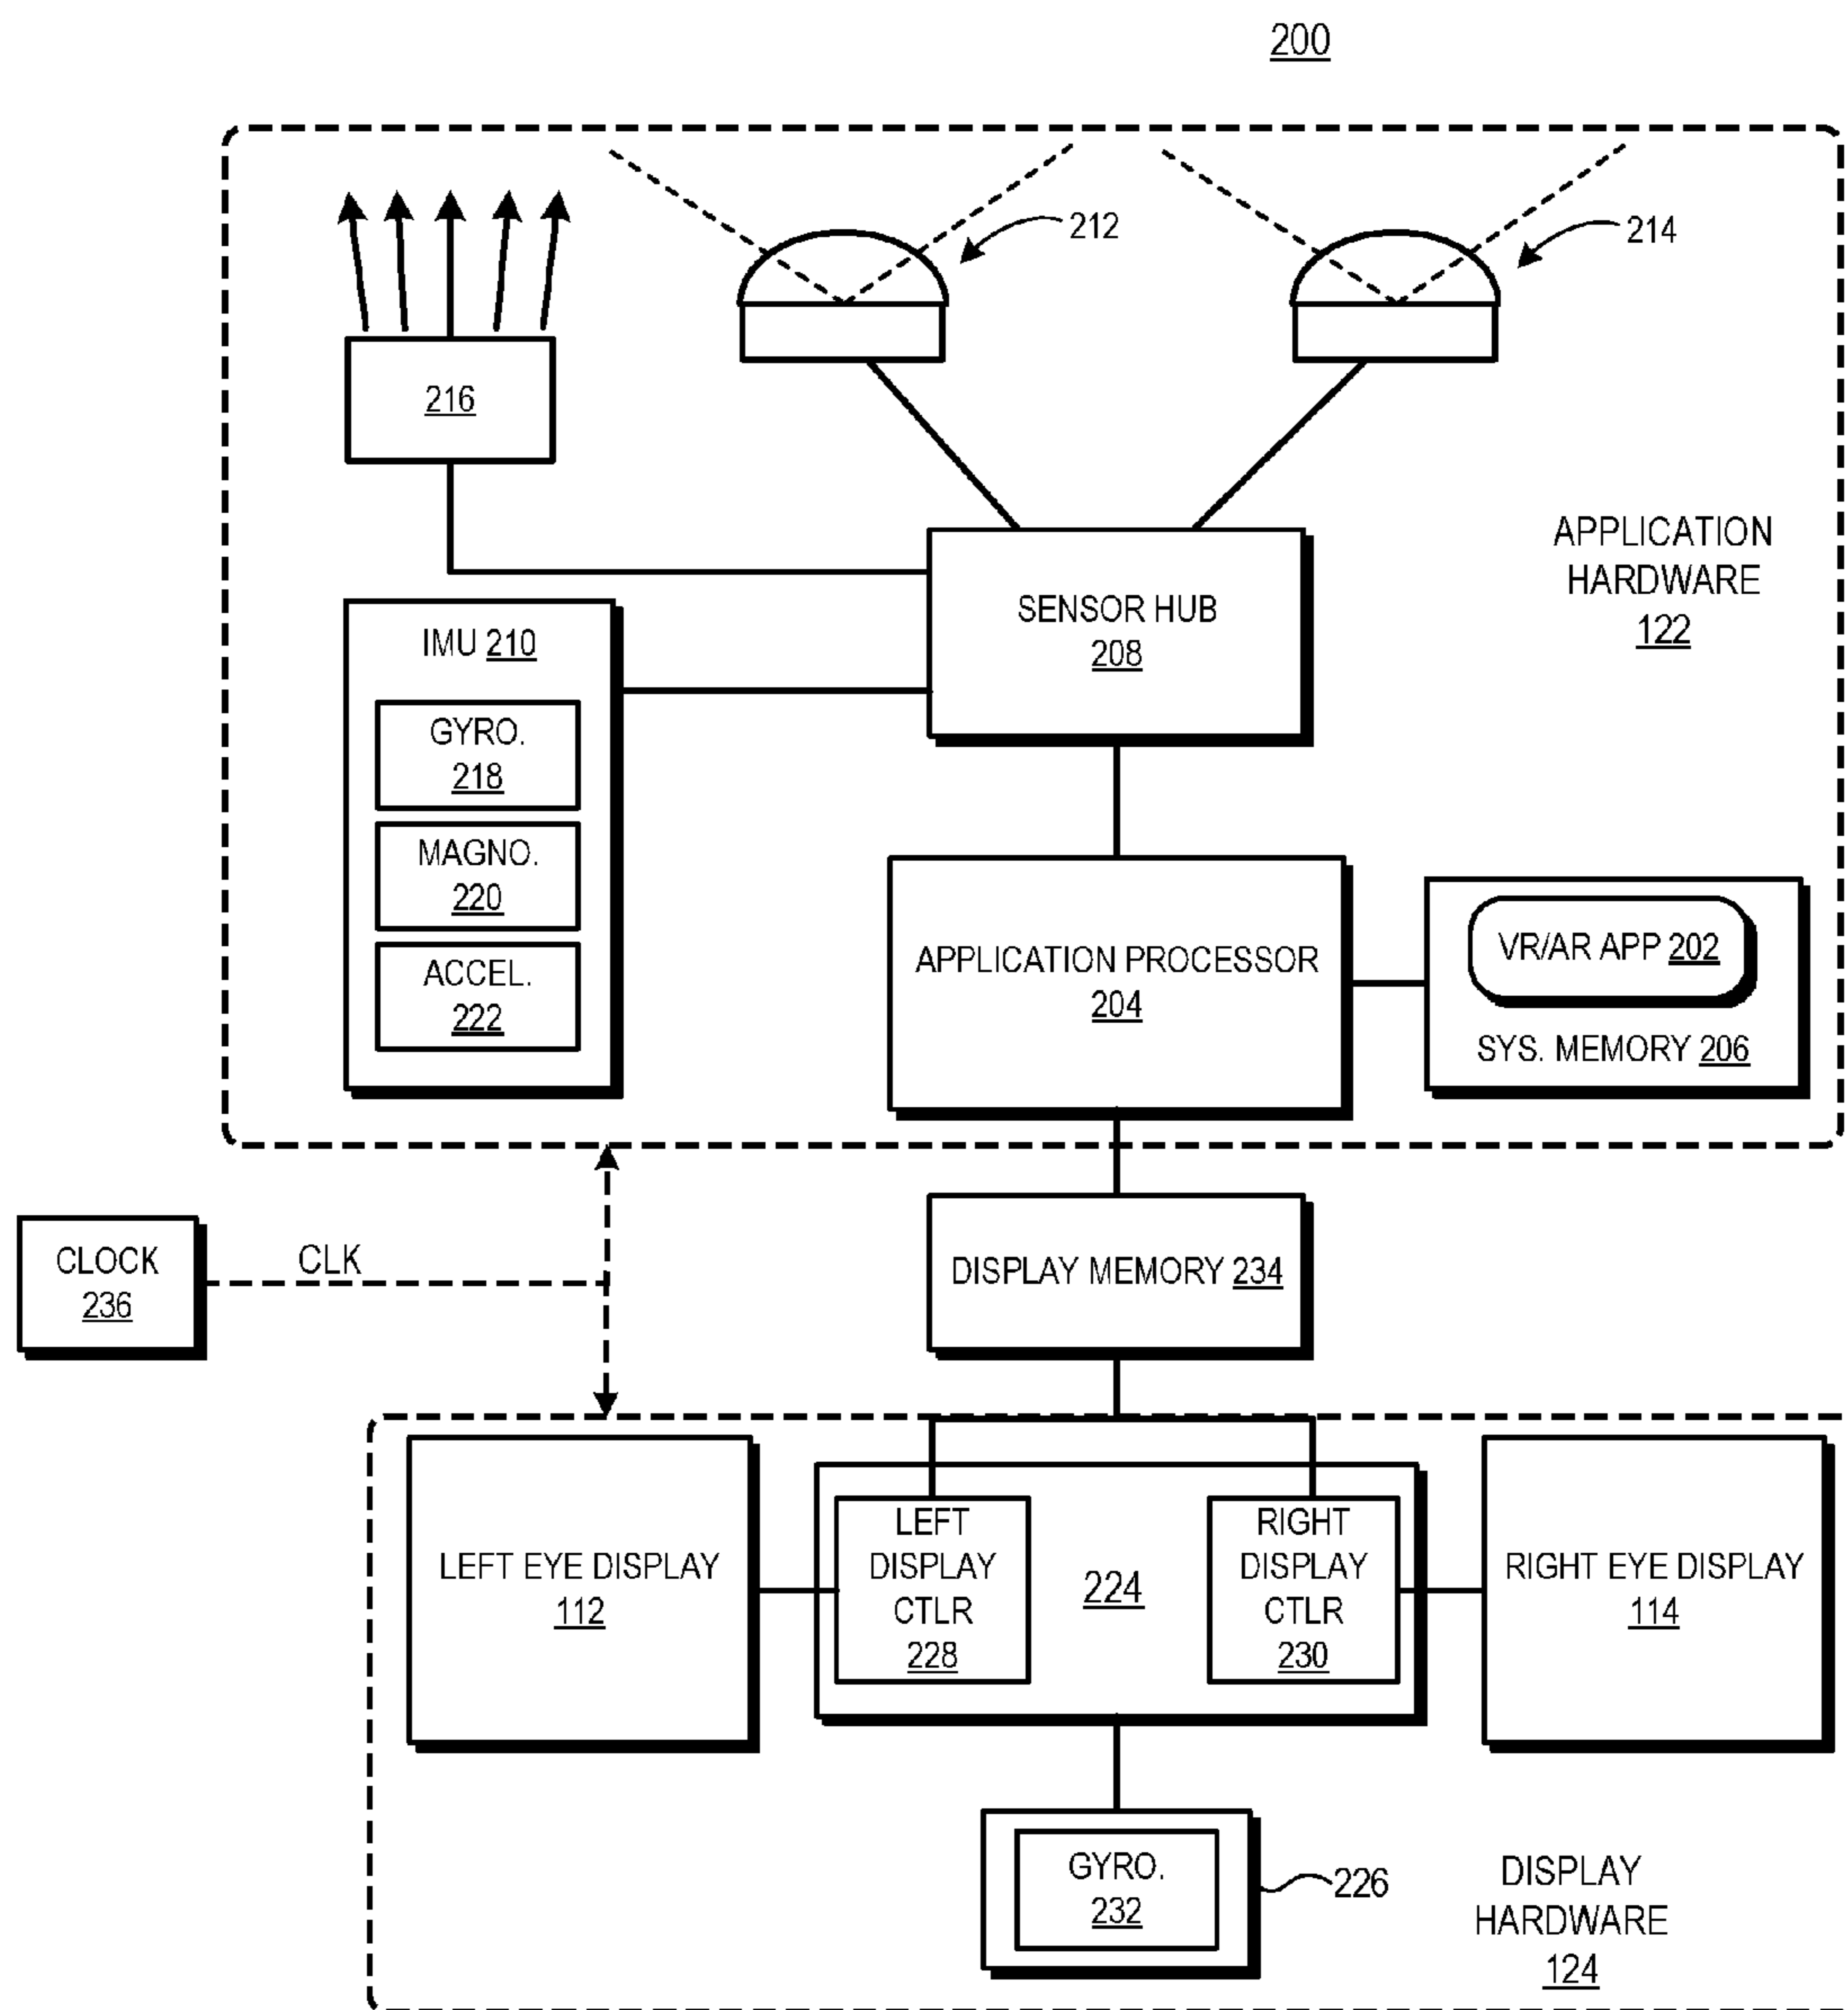 200
212
214
216
APPLICATION
HARDWARE
122
SENSOR HUB
208
IMU 210
GYRO.
218
MAGNO.
220
ACCEL.
222
APPLICATION PROCESSOR
204
VR/AR APP 202
SYS. MEMORY 206
CLOCK
236
CLK
DISPLAY MEMORY 234
LEFT EYE DISPLAY
112
LEFT
DISPLAY
CTLR
228
224
RIGHT
DISPLAY
CTLR
230
RIGHT EYE DISPLAY
114
GYRO.
232
226
DISPLAY
HARDWARE
124